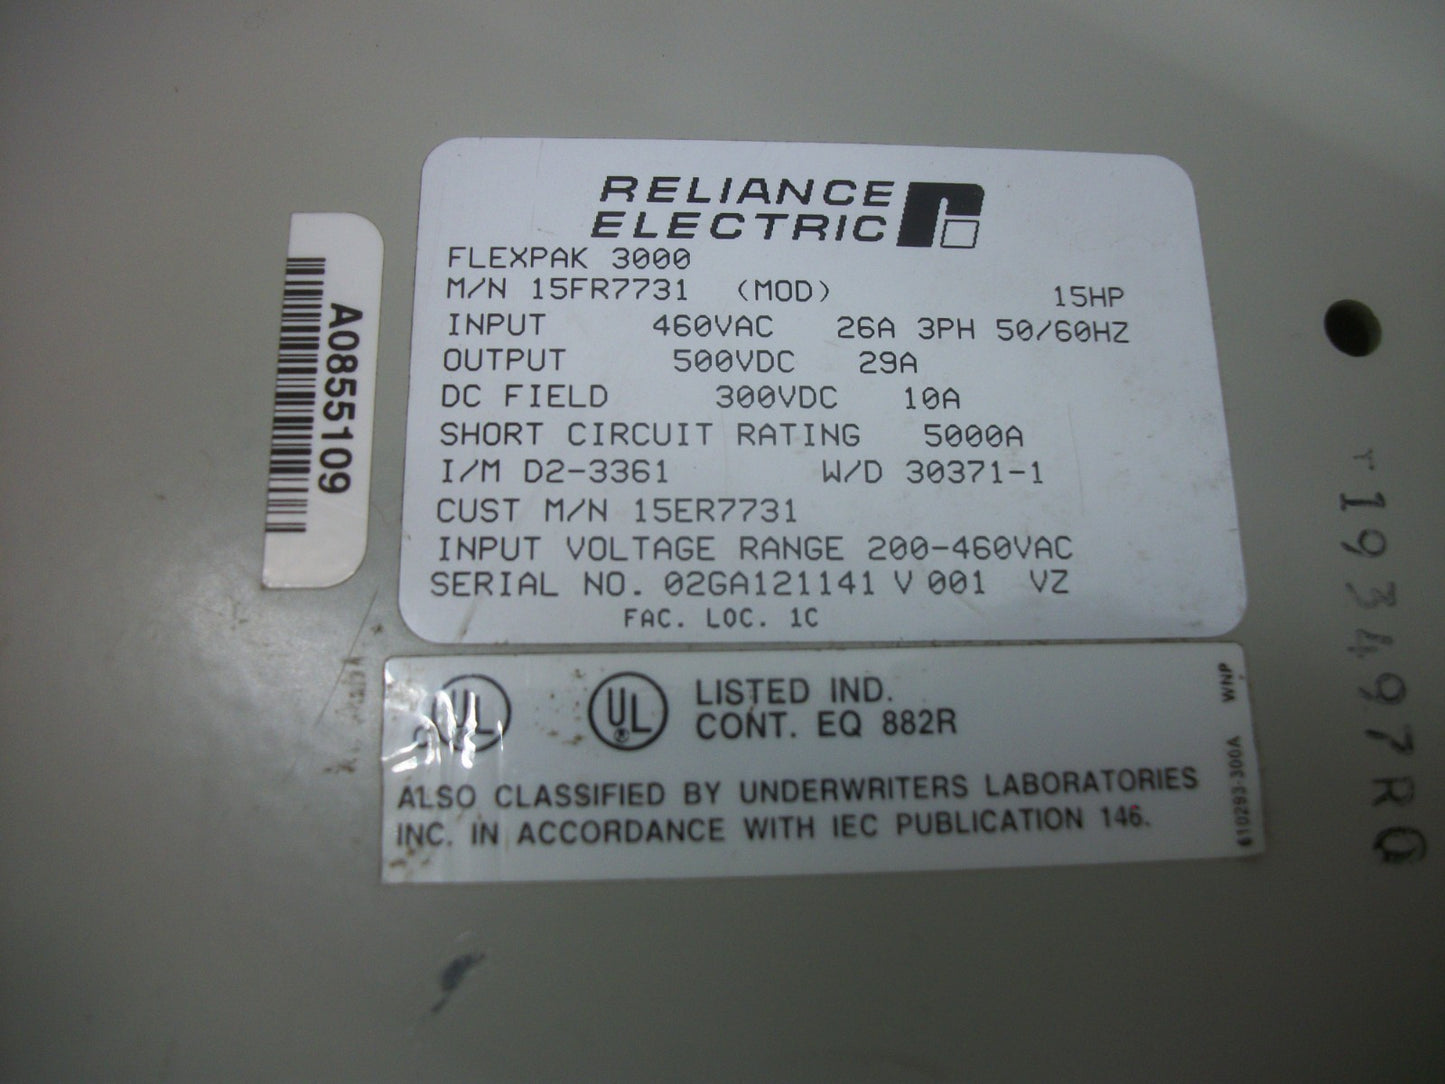 RELIANCE
ELECTRIC
FLEXPAK 3000
M/N 15FR7731 (MOD) 15HP
INPUT 460VAC 26A 3PH 50/60HZ
OUTPUT 500VDC 29A
DC FIELD 300VDC 10A
SHORT CIRCUIT RATING 5000A
I/M D2-3361 W/D 30371-1
CUST M/N 15ER7731
INPUT VOLTAGE RANGE 200-460VAC
SERIAL NO. 02GA121141 V 001 VZ
FAC. LOC. 1C
A0855109
UL
UL ®
LISTED IND.
CONT. EQ 882R
ALSO CLASSIFIED BY UNDERWRITERS LABORATORIES
INC. IN ACCORDANCE WITH IEC PUBLICATION 146.
610293-300A WNP
T193497RQ